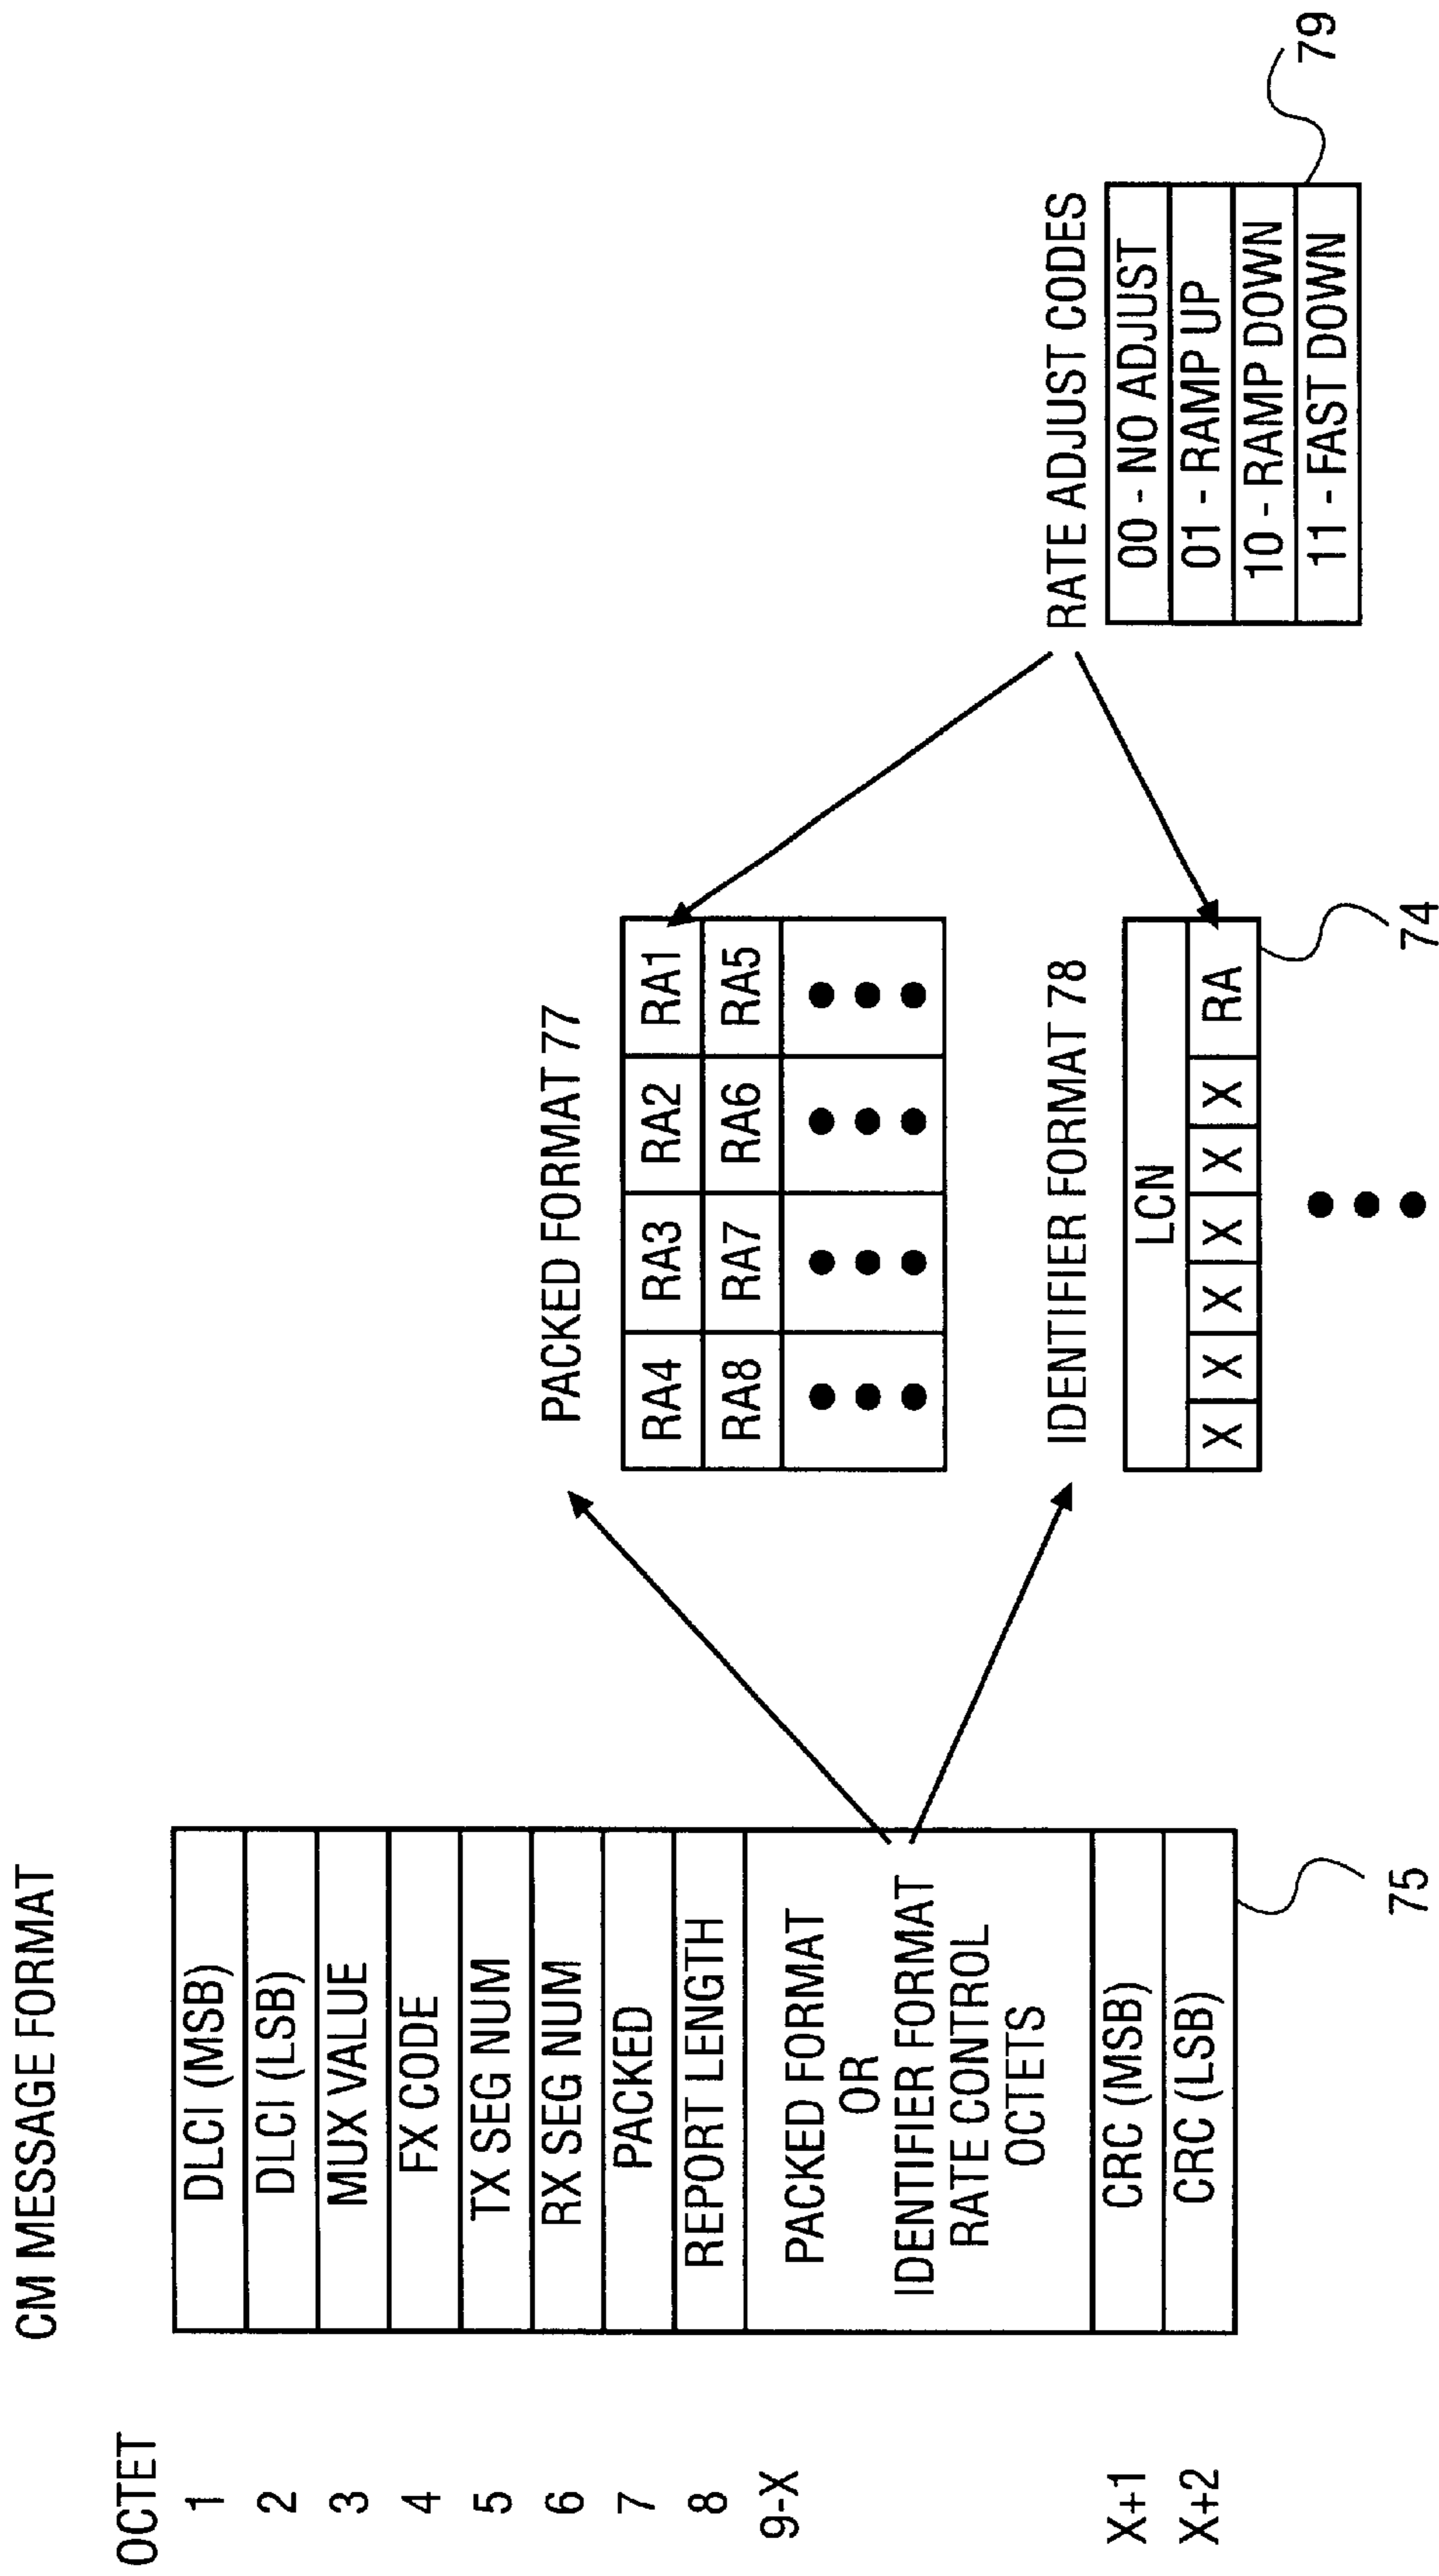 CM MESSAGE FORMAT
OCTET
1 DLCI (MSB)
2 DLCI (LSB)
3 MUX VALUE
4 FX CODE
5 TX SEG NUM
6 RX SEG NUM
7 PACKED
8 REPORT LENGTH
9-X PACKED FORMAT
OR
IDENTIFIER FORMAT
RATE CONTROL
OCTETS
X+1 CRC (MSB)
X+2 CRC (LSB)
75
PACKED FORMAT 77
RA4 RA3 RA2 RA1
RA8 RA7 RA6 RA5
IDENTIFIER FORMAT 78
LCN
X X X X X X RA
74
RATE ADJUST CODES
00 - NO ADJUST
01 - RAMP UP
10 - RAMP DOWN
11 - FAST DOWN
79